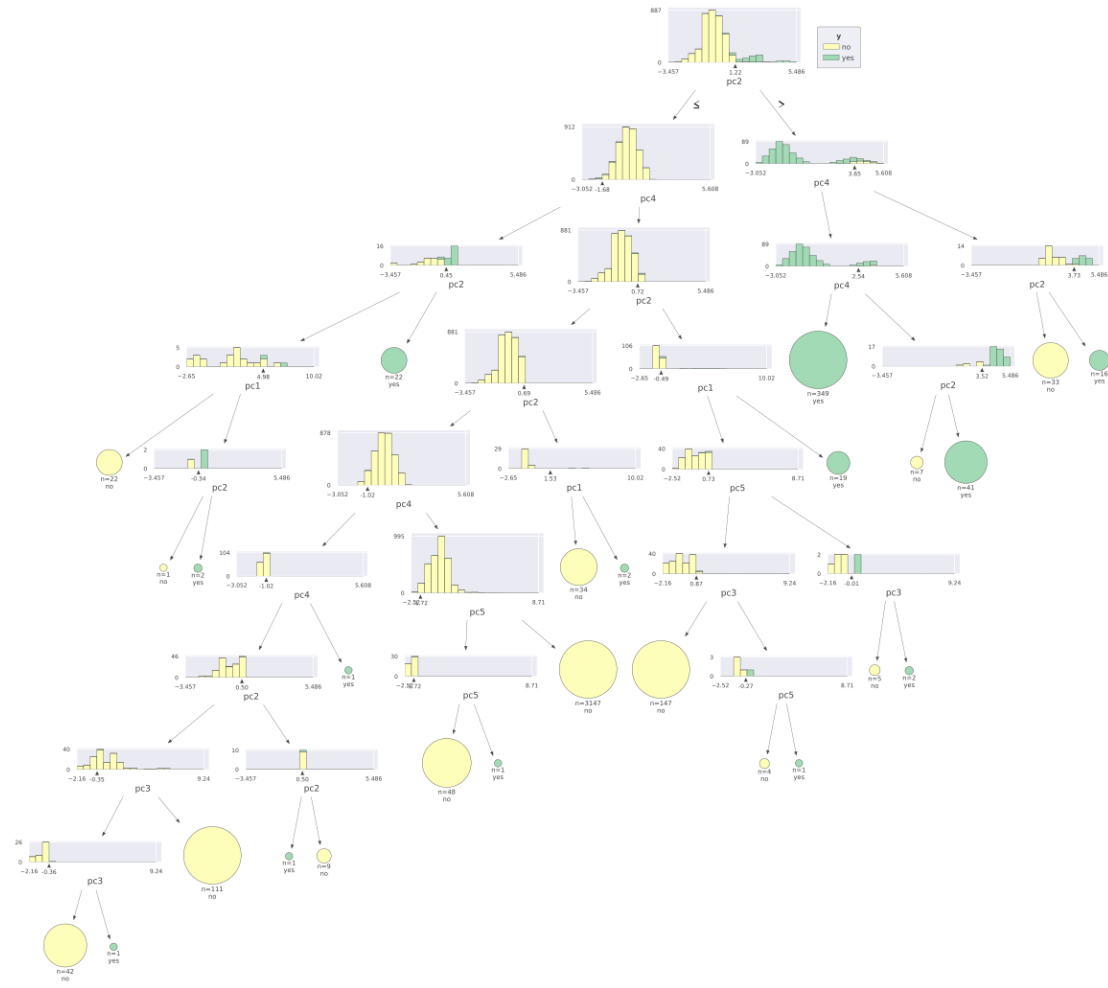 887
0
−3.457 1.22 5.486
pc2
y
no
yes
≤ >
912
0
−3.052 -1.68 5.608
pc4
89
0
−3.052 3.65 5.608
pc4
16
0
−3.457 0.45 5.486
pc2
881
0
−3.457 0.72 5.486
pc2
89
0
−3.052 2.54 5.608
pc4
14
0
−3.457 3.73 5.486
pc2
5
0
−2.65 4.98 10.02
pc1
n=22
yes
881
0
−3.457 0.69 5.486
pc2
106
0
−2.65 -0.49 10.02
pc1
n=349
yes
17
0
−3.457 3.52 5.486
pc2
n=33
no
n=16
yes
n=22
no
2
0
−3.457 -0.34 5.486
pc2
878
0
−3.052 -1.02 5.608
pc4
29
0
−2.65 1.53 10.02
pc1
40
0
−2.52 0.73 8.71
pc5
n=19
yes
n=7
no
n=41
yes
n=1
no
n=2
yes
104
0
−3.052 -1.02 5.608
pc4
995
0
8.71
pc5
n=34
no
n=2
yes
40
0
−2.16 0.87 9.24
pc3
2
0
−2.16 -0.01 9.24
pc3
46
0
−3.457 0.50 5.486
pc2
n=1
yes
30
0
8.71
pc5
n=3147
no
n=147
no
3
0
−2.52 -0.27 8.71
pc5
n=5
no
n=2
yes
40
0
−2.16 -0.35 9.24
pc3
10
0
−3.457 0.50 5.486
pc2
n=48
no
n=1
yes
n=4
no
n=1
yes
26
0
−2.16 -0.36 9.24
pc3
n=111
no
n=1
yes
n=9
no
n=42
no
n=1
yes